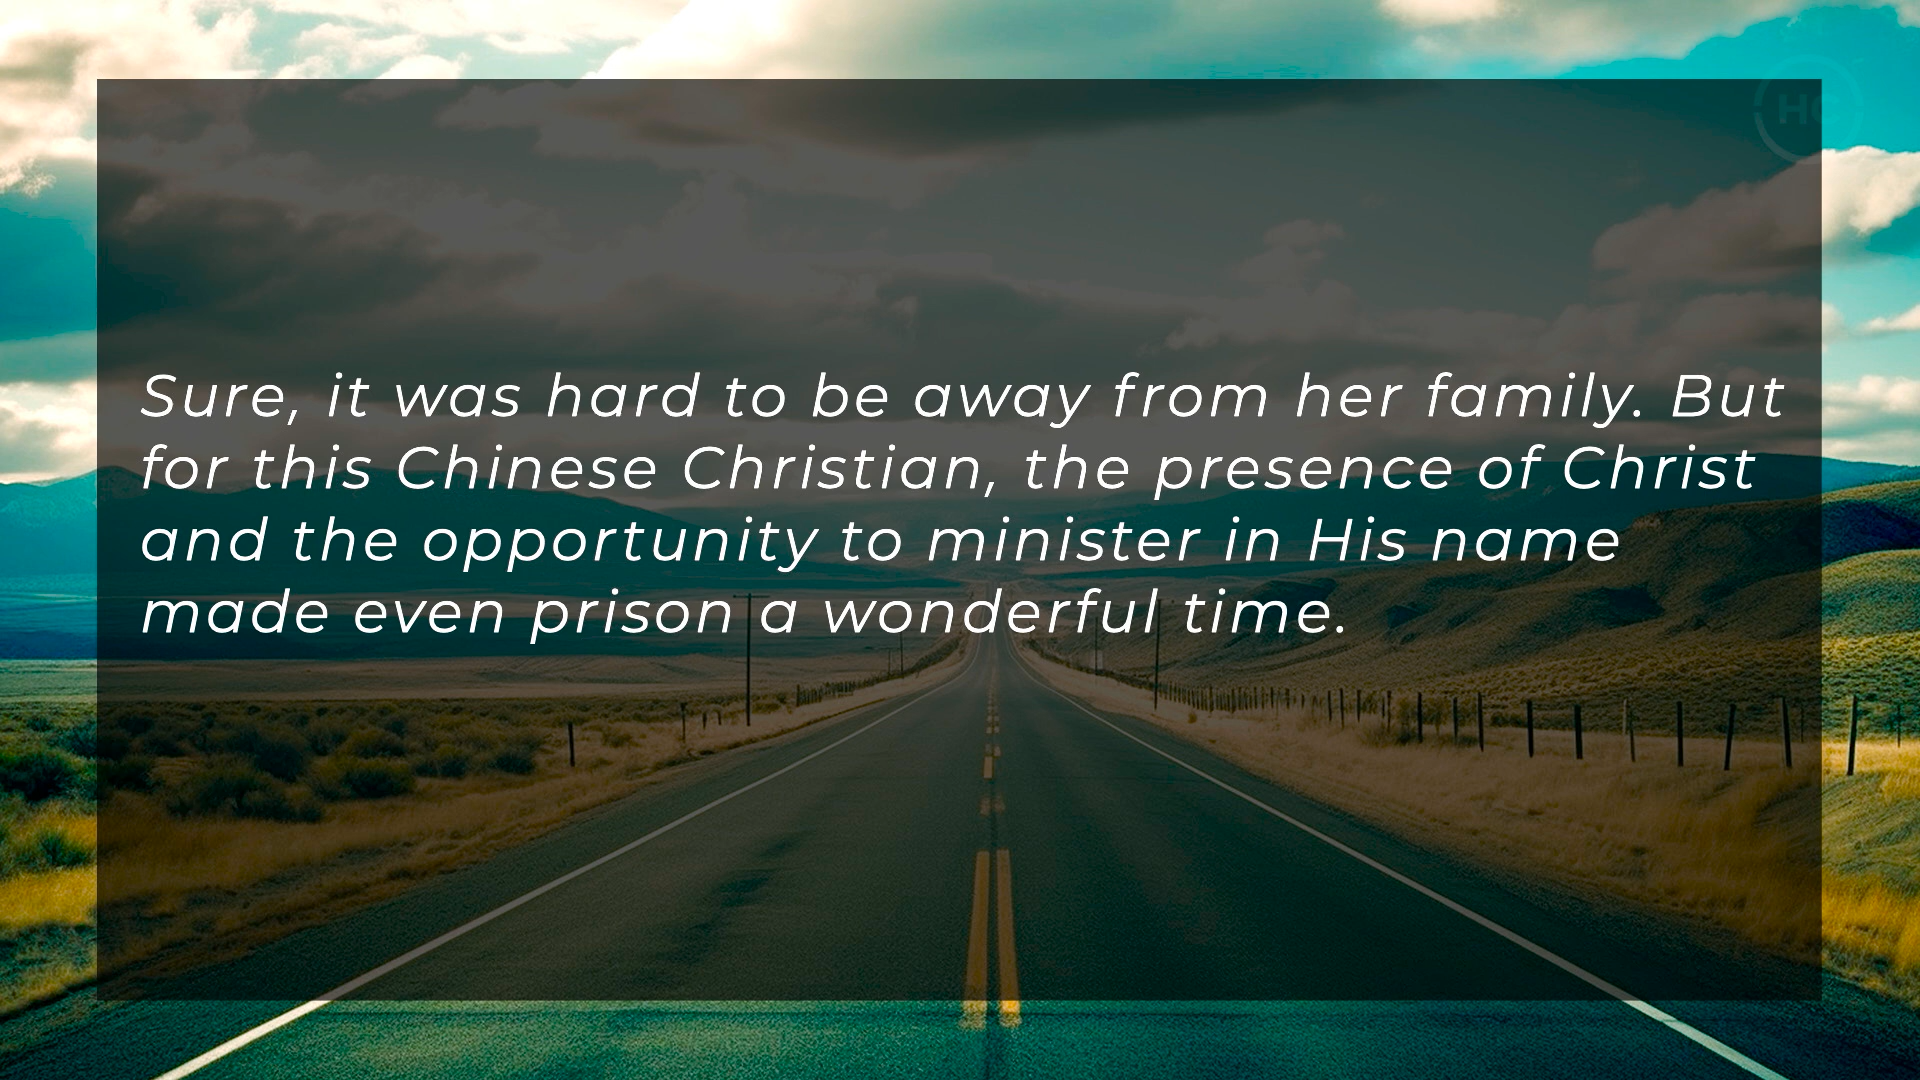 HC
Sure, it was hard to be away from her family. But
for this Chinese Christian, the presence of Christ
and the opportunity to minister in His name
made even prison a wonderful time.